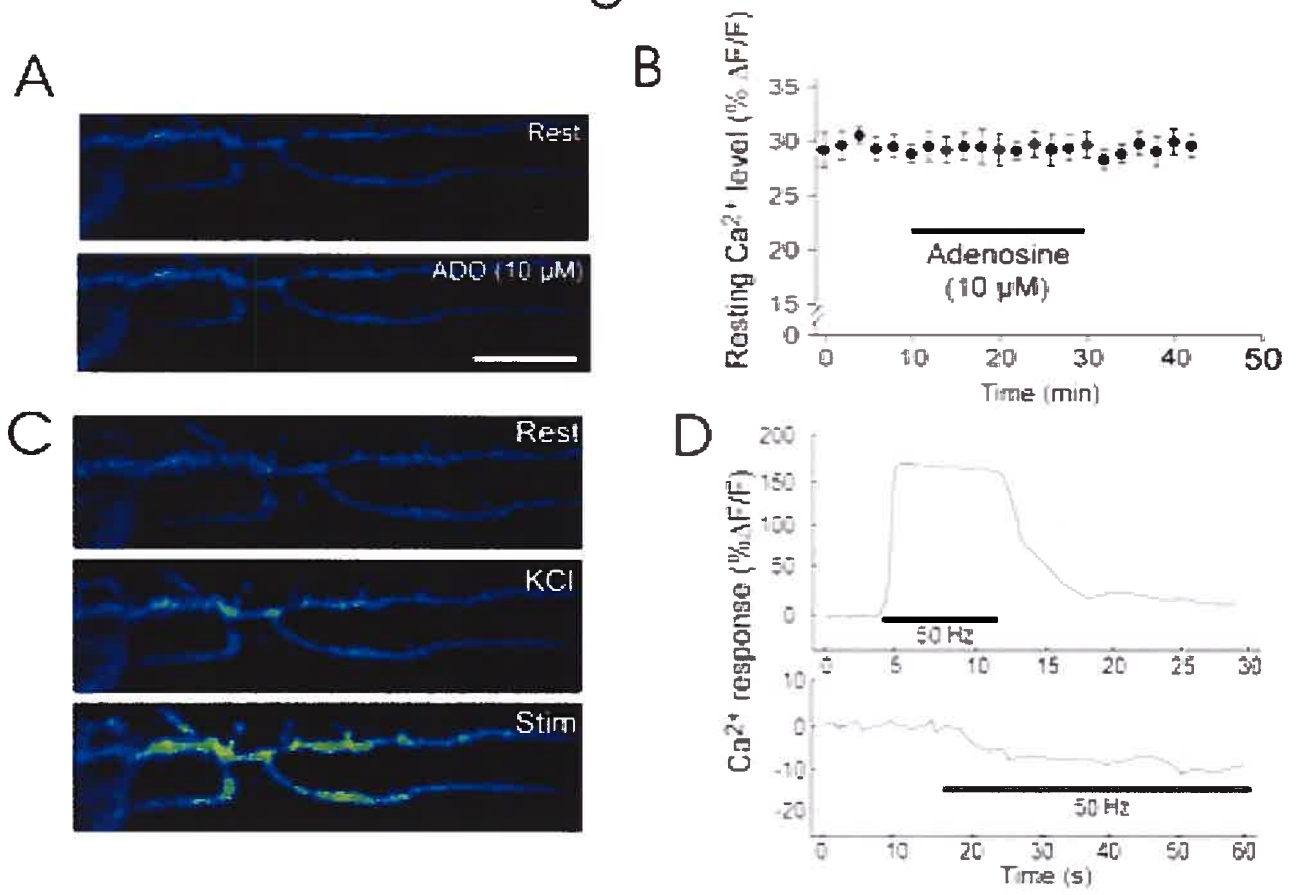 A
Rest
ADO (10 µM)
B
Resting Ca²⁺ level (% ΔF/F)
35
30
25
20
15
0
Adenosine
(10 µM)
0 10 20 30 40 50
Time (min)
C
Rest
KCl
Stim
D
Ca²⁺ response (%ΔF/F)
200
150
100
50
0
50 Hz
0 5 10 15 20 25 30
10
0
-10
-20
50 Hz
0 10 20 30 40 50 60
Time (s)